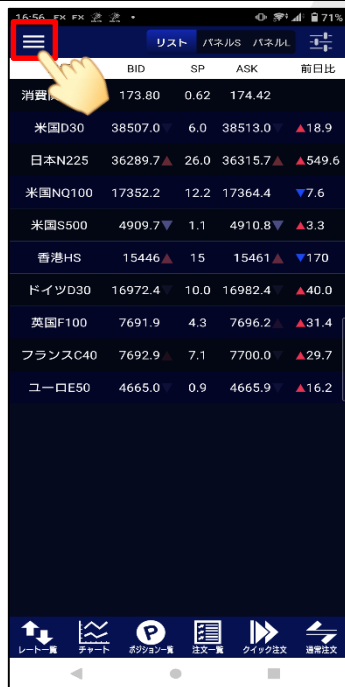 16:56 FX FX 71%
リスト パネルS パネルL
BID SP ASK 前日比
消費 173.80 0.62 174.42
米国D30 38507.0▼ 6.0 38513.0▼ ▲18.9
日本N225 36289.7▲ 26.0 36315.7▲ ▲549.6
米国NQ100 17352.2 12.2 17364.4 ▼7.6
米国S500 4909.7▼ 1.1 4910.8▼ ▲3.3
香港HS 15446▲ 15 15461▲ ▼170
ドイツD30 16972.4▼ 10.0 16982.4▼ ▲40.0
英国F100 7691.9 4.3 7696.2▲ ▲31.4
フランスC40 7692.9▲ 7.1 7700.0▼ ▲29.7
ユーロE50 4665.0▼ 0.9 4665.9▼ ▲16.2
レート一覧 チャート ポジション一覧 注文一覧 クイック注文 通常注文